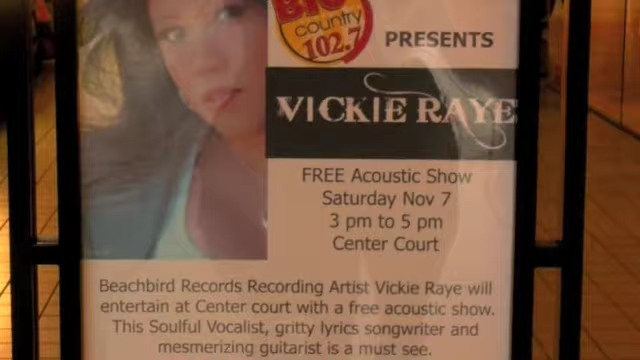 BIG
country
102.7
PRESENTS
VICKIE RAYE
FREE Acoustic Show
Saturday Nov 7
3 pm to 5 pm
Center Court
Beachbird Records Recording Artist Vickie Raye will
entertain at Center court with a free acoustic show.
This Soulful Vocalist, gritty lyrics songwriter and
mesmerizing guitarist is a must see.